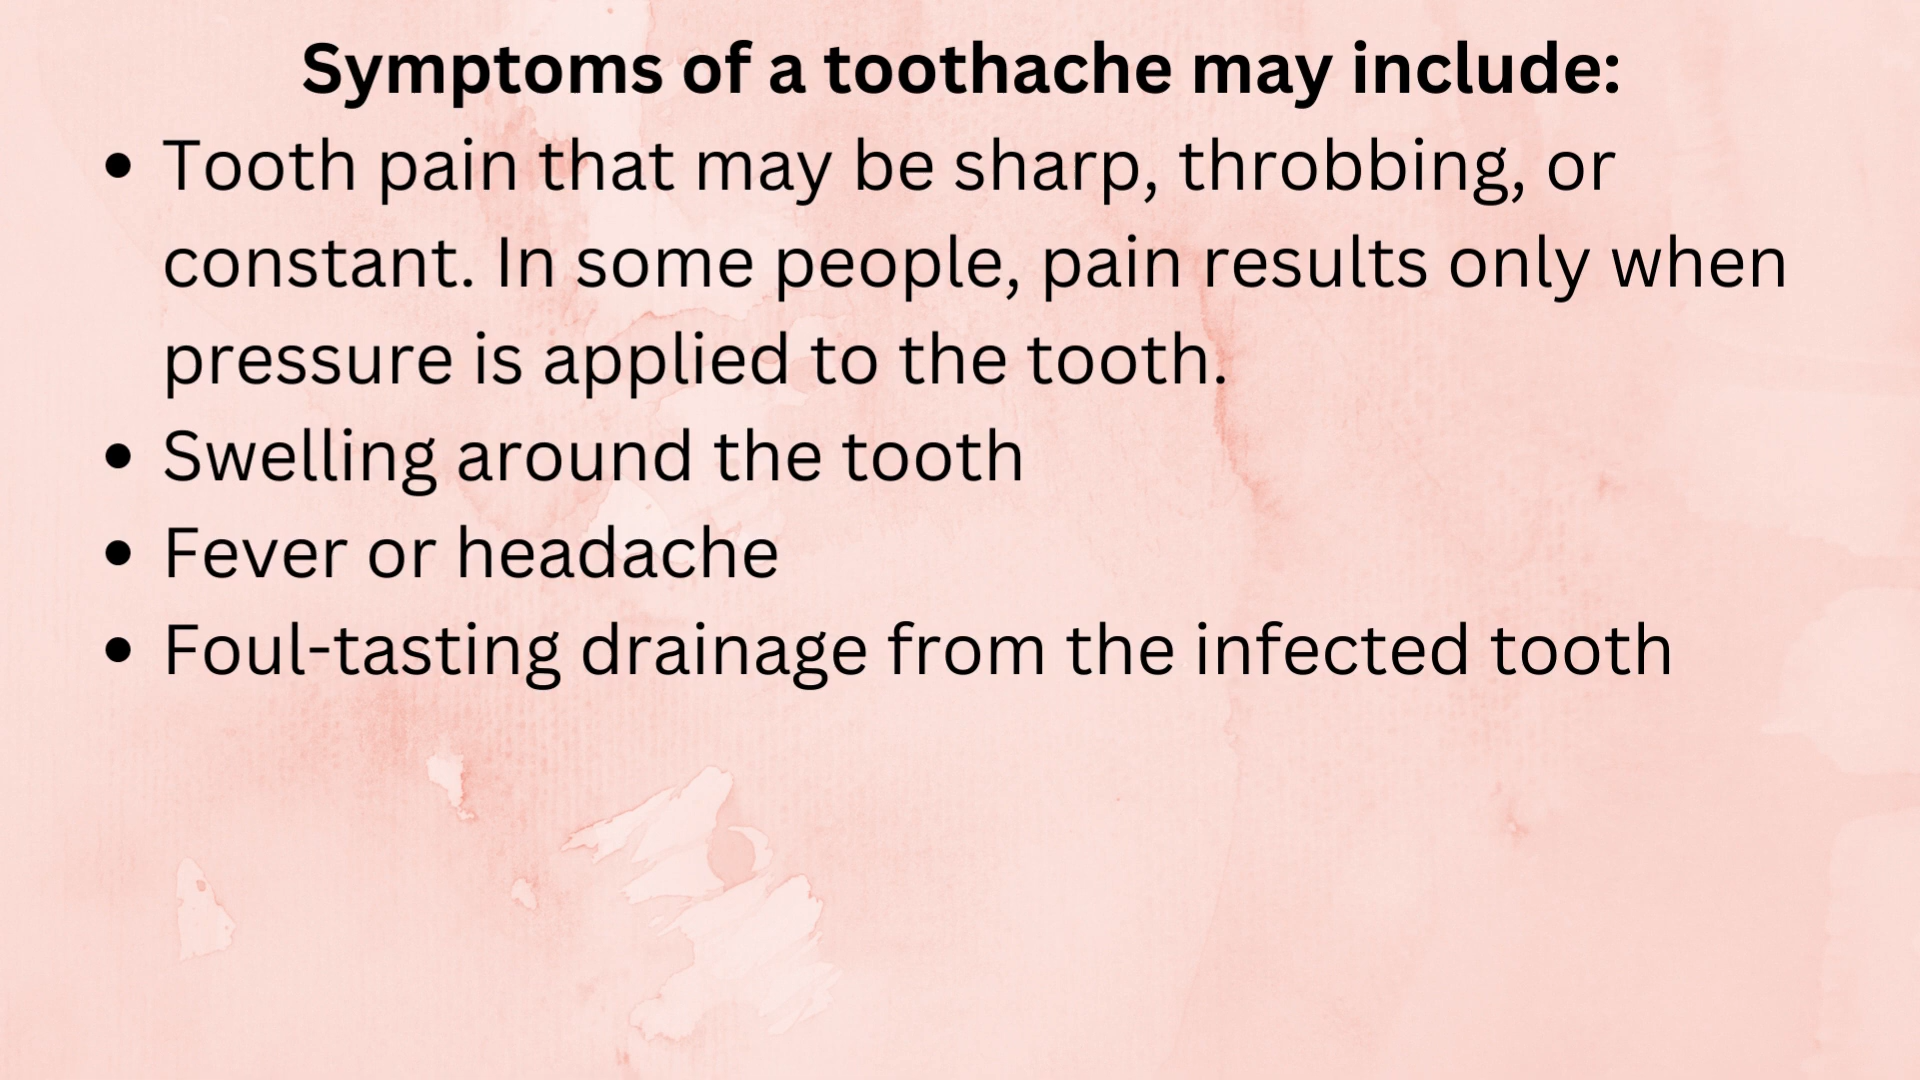 Symptoms of a toothache may include:
• Tooth pain that may be sharp, throbbing, or
constant. In some people, pain results only when
pressure is applied to the tooth.
• Swelling around the tooth
• Fever or headache
• Foul-tasting drainage from the infected tooth